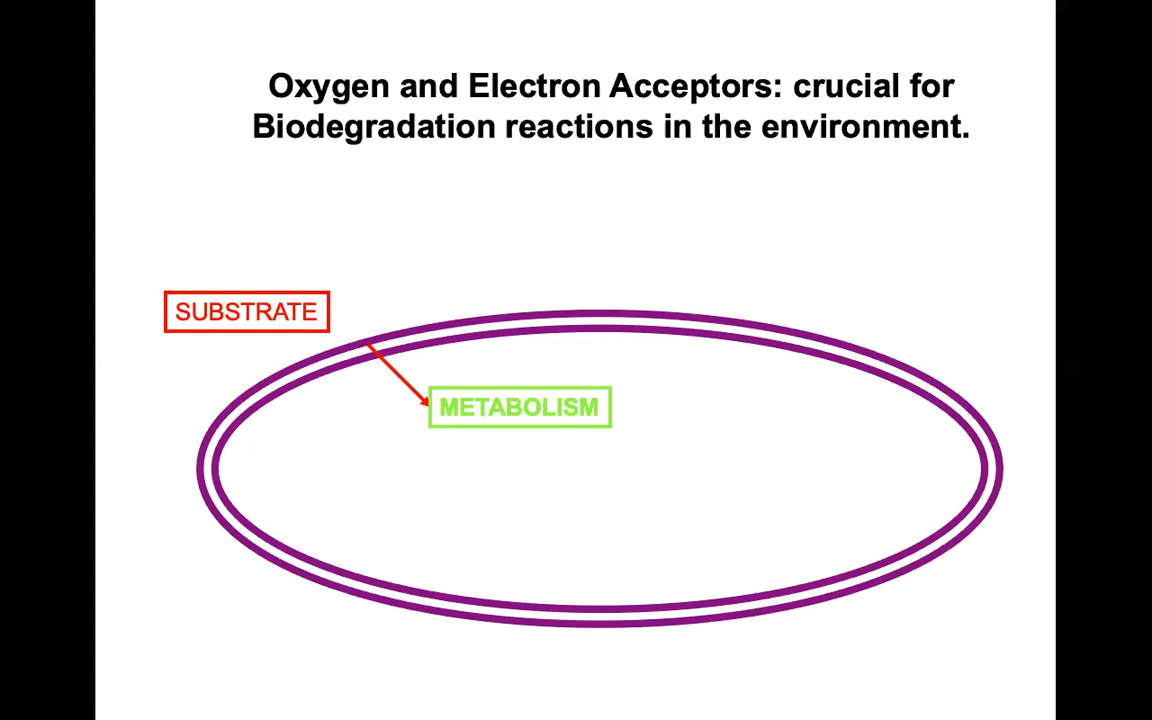 Oxygen and Electron Acceptors: crucial for
Biodegradation reactions in the environment.
SUBSTRATE
METABOLISM